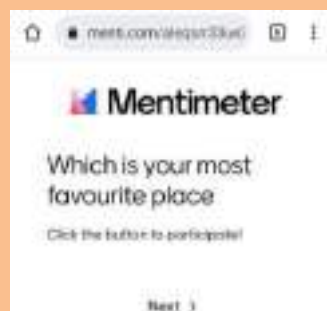 Mentimeter
Which is your most
favourite place
Click the button to participate!
Next